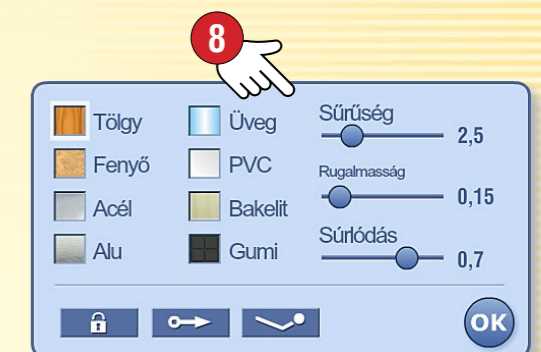 8
Tölgy
Fenyő
Acél
Alu
Üveg
PVC
Bakelit
Gumi
Sűrűség
2,5
Rugalmasság
0,15
Súrlódás
0,7
OK